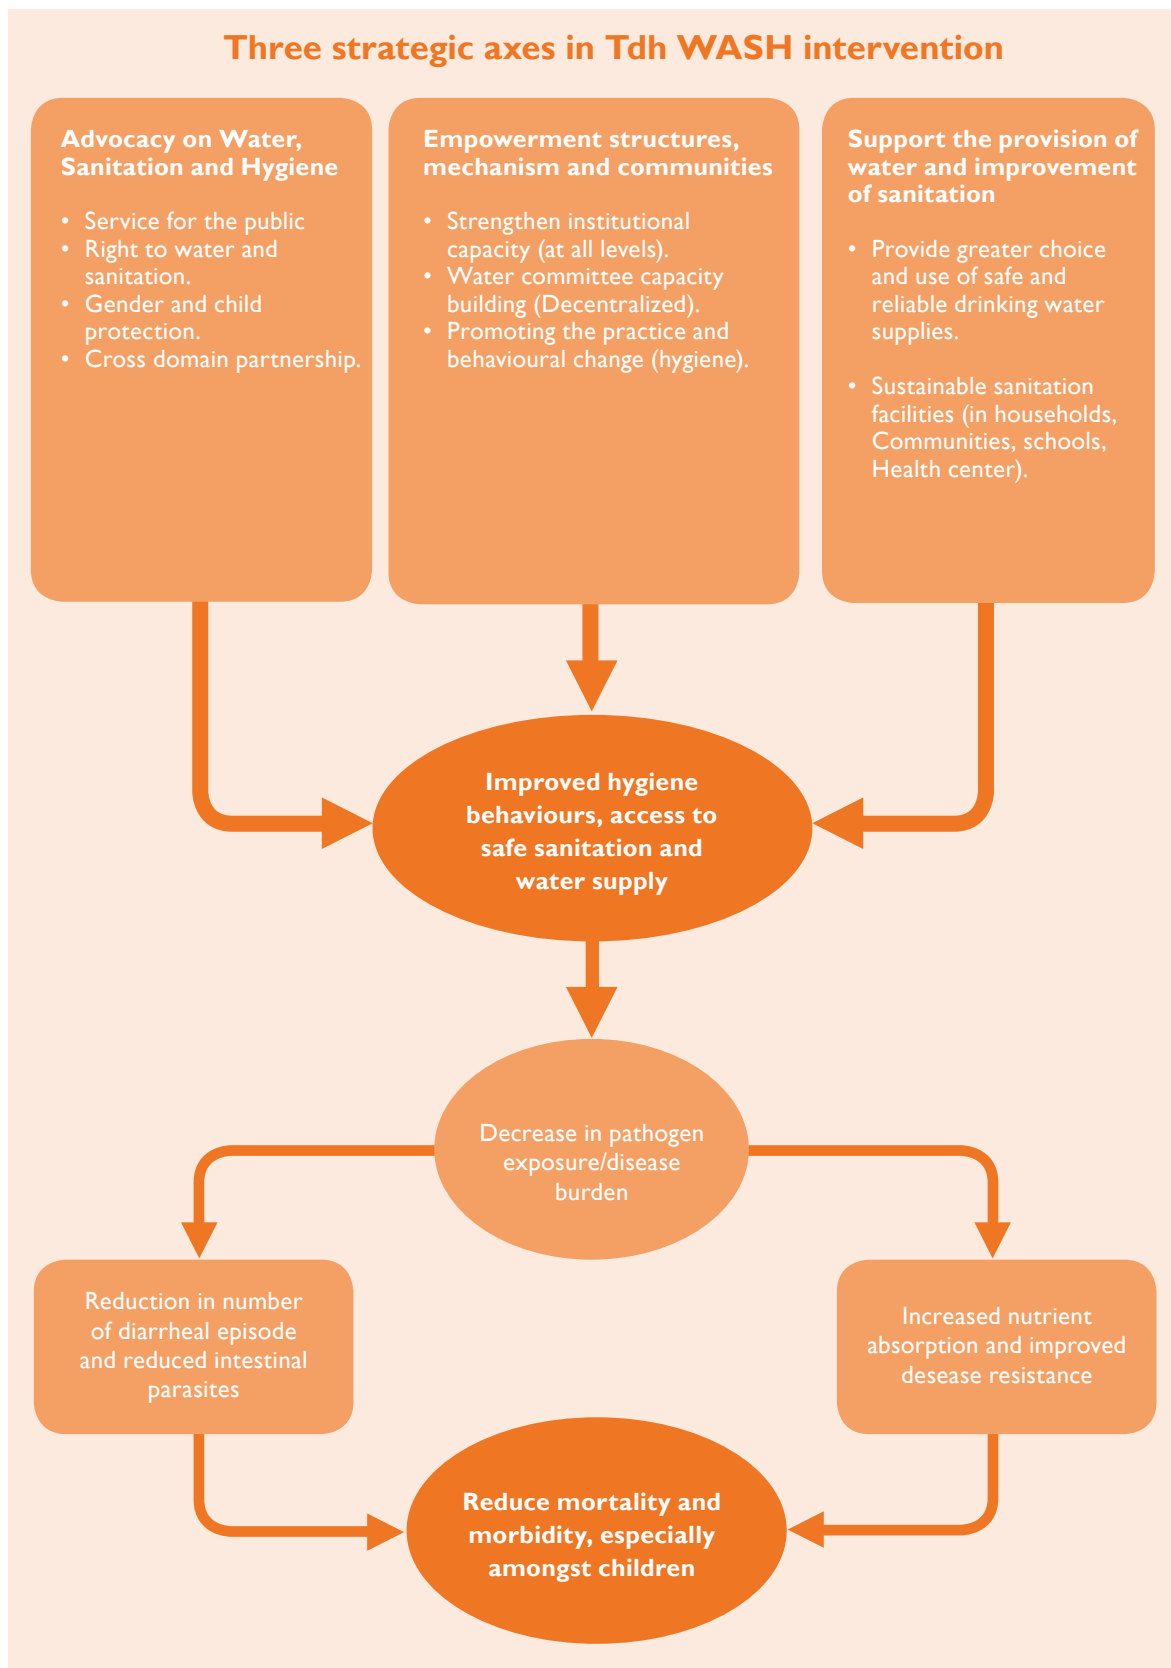 Three strategic axes in Tdh WASH intervention
Advocacy on Water,
Sanitation and Hygiene
• Service for the public
• Right to water and
sanitation.
• Gender and child
protection.
• Cross domain partnership.
Empowerment structures,
mechanism and communities
• Strengthen institutional
capacity (at all levels).
• Water committee capacity
building (Decentralized).
• Promoting the practice and
behavioural change (hygiene).
Support the provision of
water and improvement
of sanitation
• Provide greater choice
and use of safe and
reliable drinking water
supplies.
• Sustainable sanitation
facilities (in households,
Communities, schools,
Health center).
Improved hygiene
behaviours, access to
safe sanitation and
water supply
Decrease in pathogen
exposure/disease
burden
Reduction in number
of diarrheal episode
and reduced intestinal
parasites
Increased nutrient
absorption and improved
desease resistance
Reduce mortality and
morbidity, especially
amongst children